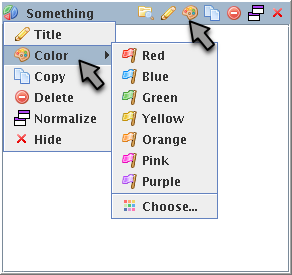 Something
Title
Color
Copy
Delete
Normalize
Hide
Red
Blue
Green
Yellow
Orange
Pink
Purple
Choose...